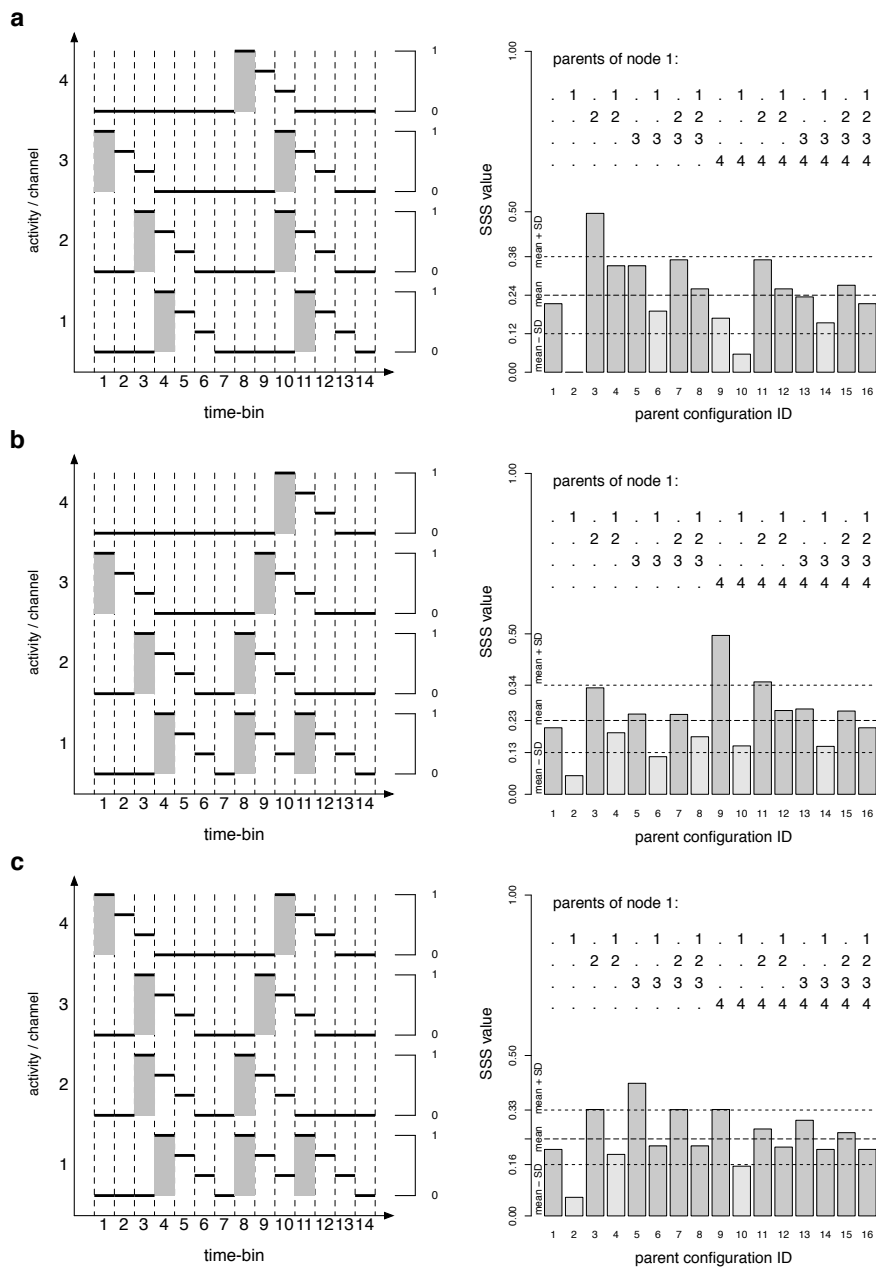 a
activity / channel
4
3
2
1
1
0
1
0
1
0
1
0
1 2 3 4 5 6 7 8 9 10 11 12 13 14
time-bin
SSS value
0.00 0.12 0.24 0.36 0.50 1.00
mean − SD mean mean + SD
parents of node 1:
. 1 . 1 . 1 . 1 . 1 . 1 . 1 . 1
. . 2 2 . . 2 2 . . 2 2 . . 2 2
. . . . 3 3 3 3 . . . . 3 3 3 3
. . . . . . . . 4 4 4 4 4 4 4 4
1 2 3 4 5 6 7 8 9 10 11 12 13 14 15 16
parent configuration ID
b
activity / channel
4
3
2
1
1
0
1
0
1
0
1
0
1 2 3 4 5 6 7 8 9 10 11 12 13 14
time-bin
SSS value
0.00 0.13 0.23 0.34 0.50 1.00
mean − SD mean mean + SD
parents of node 1:
. 1 . 1 . 1 . 1 . 1 . 1 . 1 . 1
. . 2 2 . . 2 2 . . 2 2 . . 2 2
. . . . 3 3 3 3 . . . . 3 3 3 3
. . . . . . . . 4 4 4 4 4 4 4 4
1 2 3 4 5 6 7 8 9 10 11 12 13 14 15 16
parent configuration ID
c
activity / channel
4
3
2
1
1
0
1
0
1
0
1
0
1 2 3 4 5 6 7 8 9 10 11 12 13 14
time-bin
SSS value
0.00 0.16 0.33 0.50 1.00
mean − SD mean mean + SD
parents of node 1:
. 1 . 1 . 1 . 1 . 1 . 1 . 1 . 1
. . 2 2 . . 2 2 . . 2 2 . . 2 2
. . . . 3 3 3 3 . . . . 3 3 3 3
. . . . . . . . 4 4 4 4 4 4 4 4
1 2 3 4 5 6 7 8 9 10 11 12 13 14 15 16
parent configuration ID